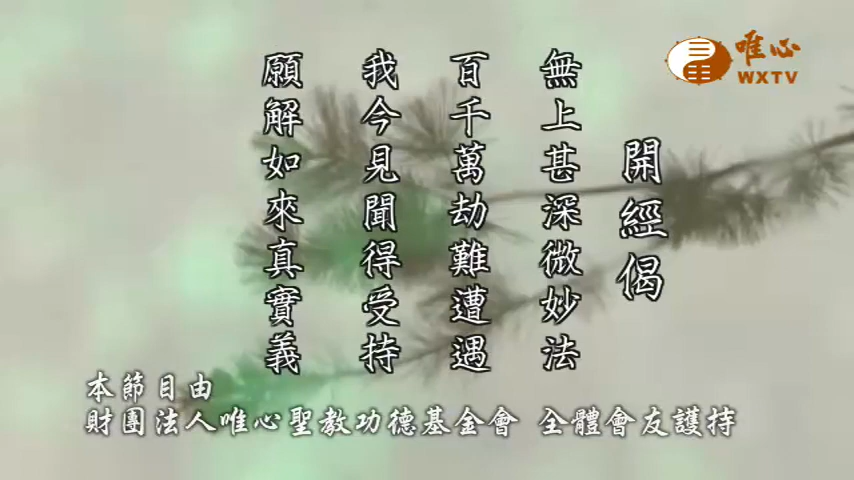 開經偈
無上甚深微妙法
百千萬劫難遭遇
我今見聞得受持
願解如來真實義
本節目由
財團法人唯心聖教功德基金會 全體會友護持
唯心
WXTV